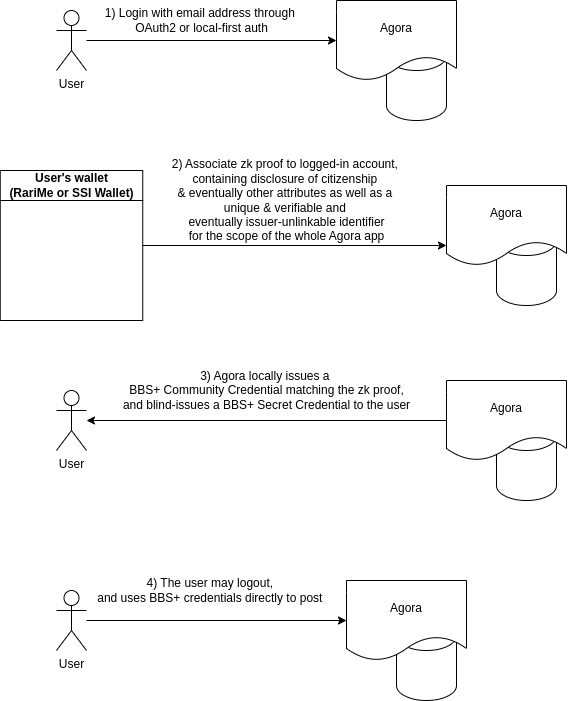 1) Login with email address through
OAuth2 or local-first auth
Agora
User
2) Associate zk proof to logged-in account,
containing disclosure of citizenship
& eventually other attributes as well as a
unique & verifiable and
eventually issuer-unlinkable identifier
for the scope of the whole Agora app
User's wallet
(RariMe or SSI Wallet)
Agora
3) Agora locally issues a
BBS+ Community Credential matching the zk proof,
and blind-issues a BBS+ Secret Credential to the user
Agora
User
4) The user may logout,
and uses BBS+ credentials directly to post
Agora
User